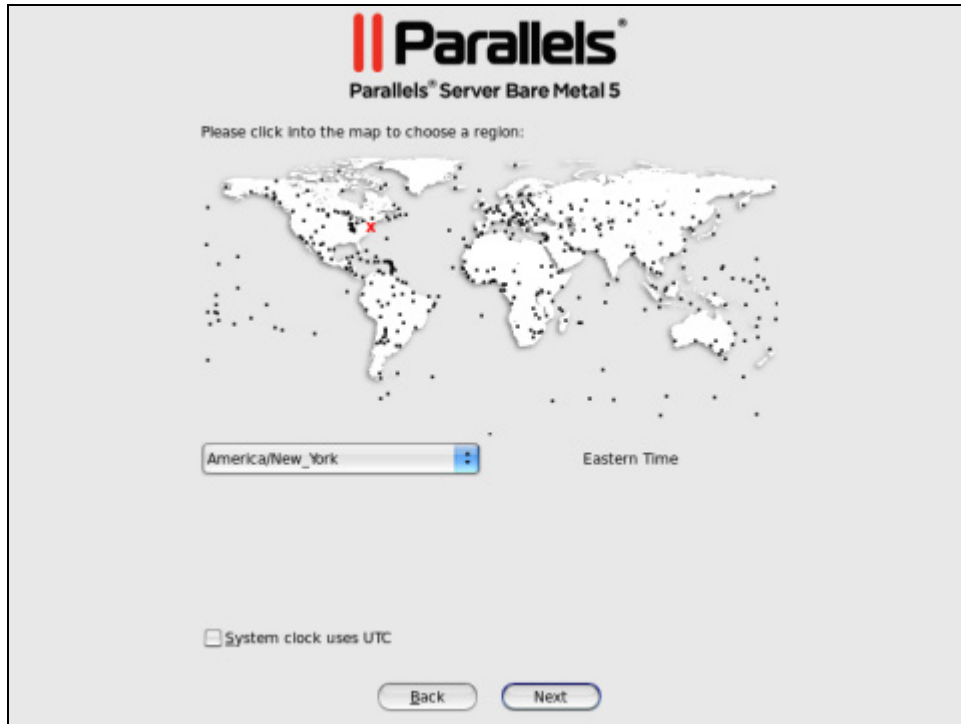 Parallels®
Parallels® Server Bare Metal 5
Please click into the map to choose a region:
X
America/New_York
Eastern Time
System clock uses UTC
Back
Next